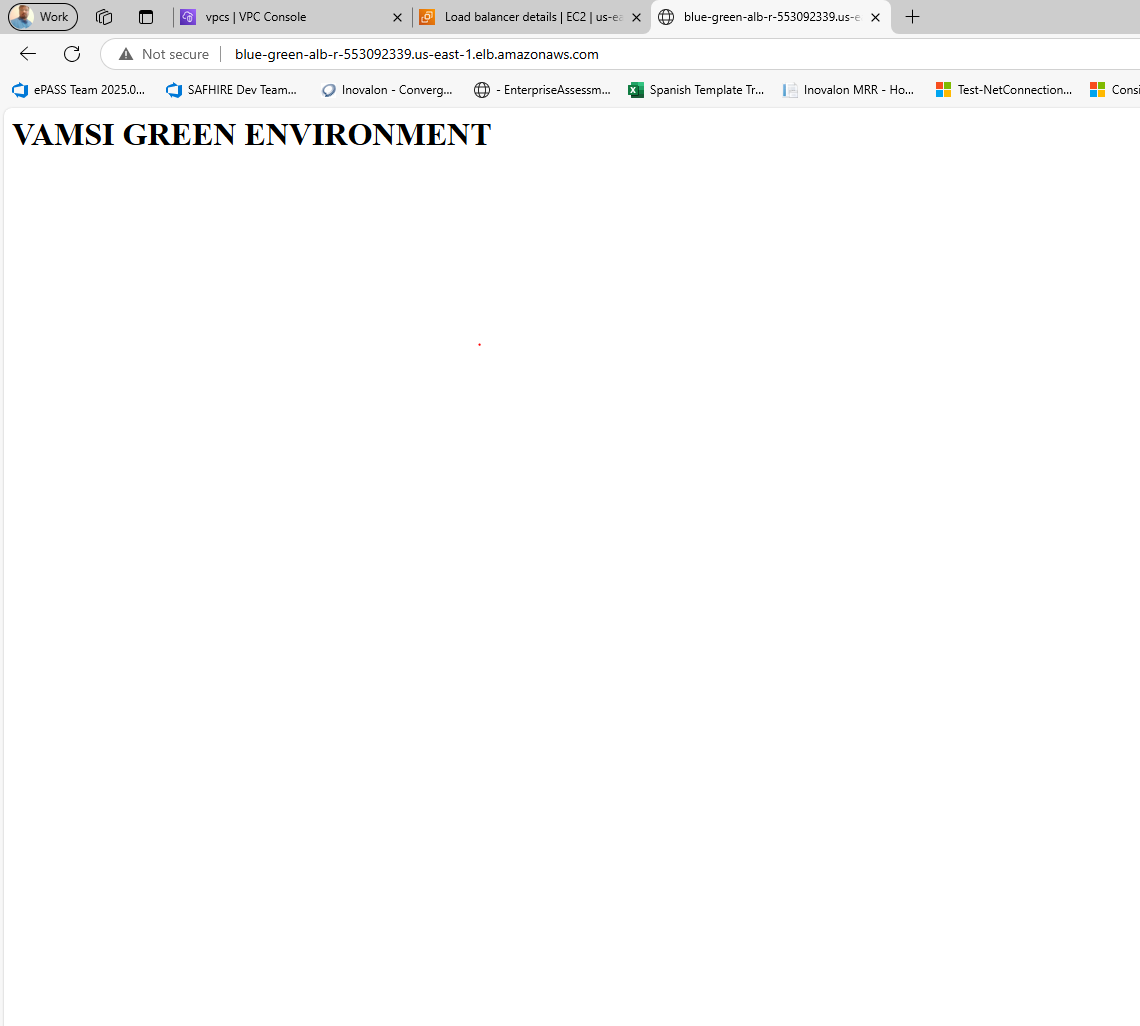 Work
vpcs | VPC Console
Load balancer details | EC2 | us-ea
blue-green-alb-r-553092339.us-e
Not secure
blue-green-alb-r-553092339.us-east-1.elb.amazonaws.com
ePASS Team 2025.0...
SAFHIRE Dev Team...
Inovalon - Converg...
- EnterpriseAssessm...
Spanish Template Tr...
Inovalon MRR - Ho...
Test-NetConnection...
Consi
VAMSI GREEN ENVIRONMENT